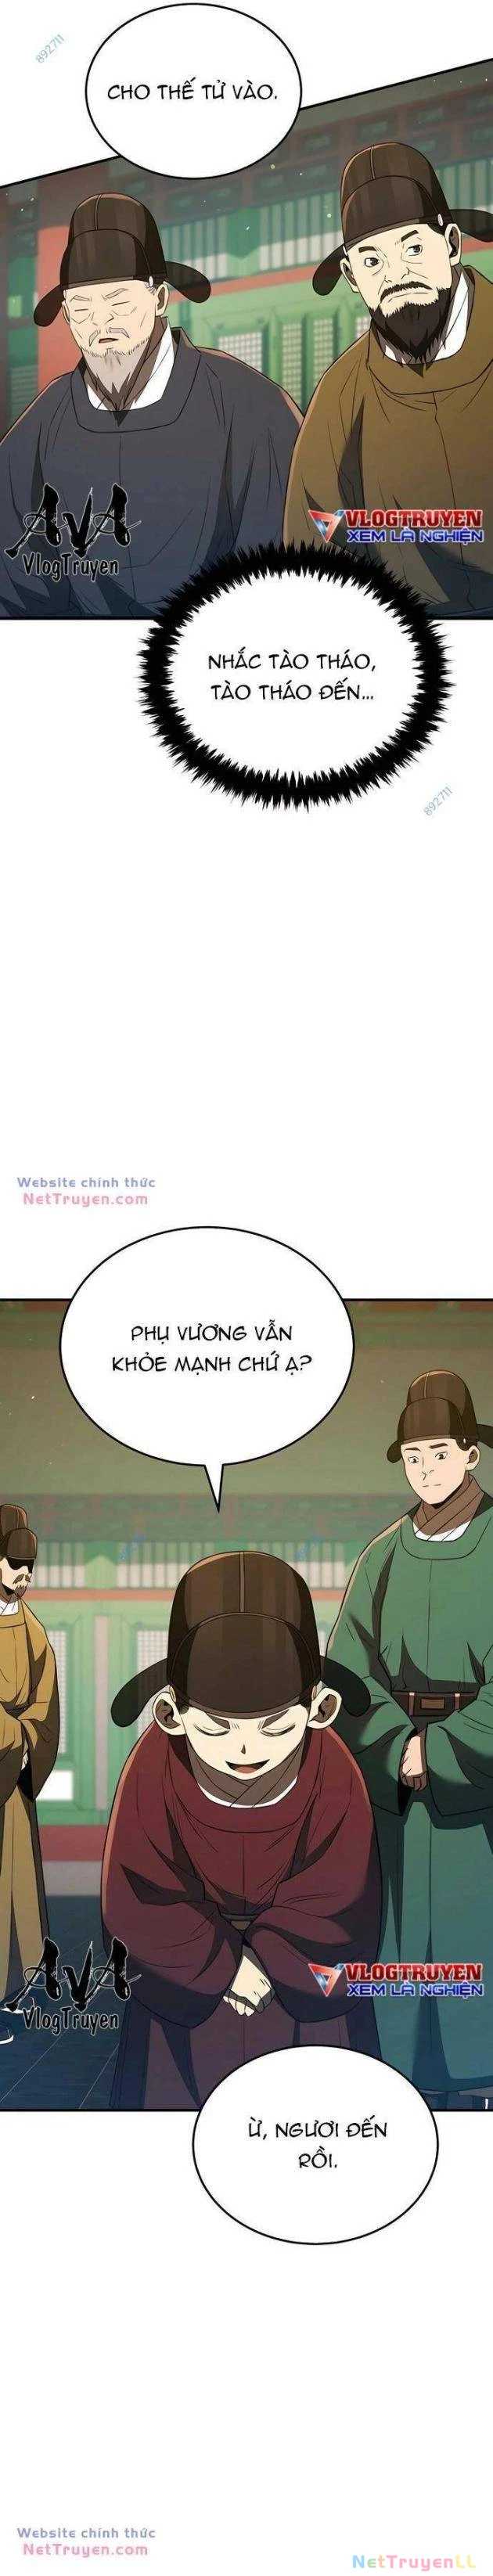 892711
CHO THẾ TỬ VÀO.
AVA
VlogTruyen
VLOGTRUYEN
XEM LÀ NGHIỆN
NHẮC TÀO THÁO,
TÀO THÁO ĐẾN...
892711
Website chính thức
NetTruyen.com
PHỤ VƯƠNG VẪN
KHỎE MẠNH CHỨ Ạ?
AVA
VlogTruyen
VLOGTRUYEN
XEM LÀ NGHIỆN
Ừ, NGƯƠI ĐẾN
RỒI.
Website chính thức
NetTruyen.com
NetTruyenLL